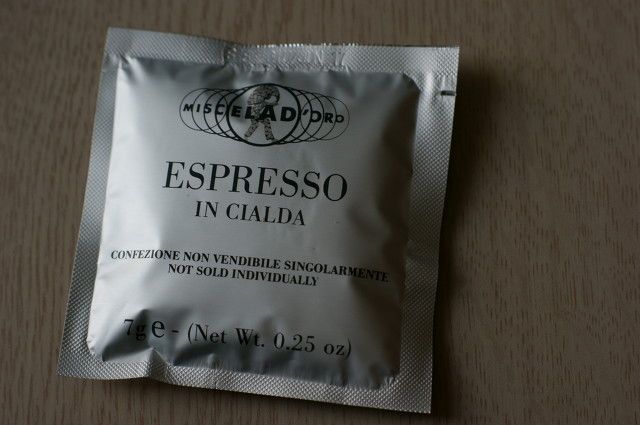 MISCELAD'ORO
ESPRESSO
IN CIALDA
CONFEZIONE NON VENDIBILE SINGOLARMENTE
NOT SOLD INDIVIDUALLY
7g e - (Net Wt. 0.25 oz)